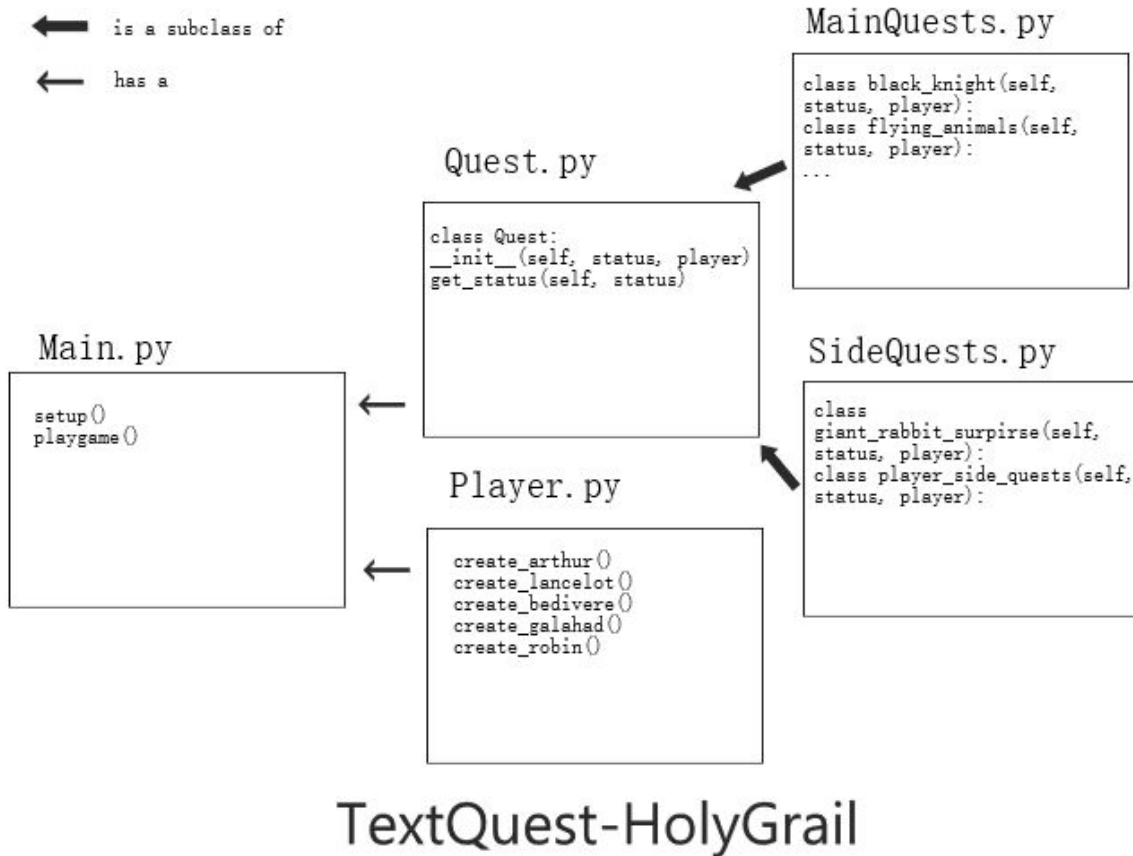 is a subclass of
has a
MainQuests.py
class black_knight(self,
status, player):
class flying_animals(self,
status, player):
...
Quest.py
class Quest:
__init__(self, status, player)
get_status(self, status)
Main.py
setup()
playgame()
SideQuests.py
class
giant_rabbit_surpirse(self,
status, player):
class player_side_quests(self,
status, player):
Player.py
create_arthur()
create_lancelot()
create_bedivere()
create_galahad()
create_robin()
TextQuest-HolyGrail